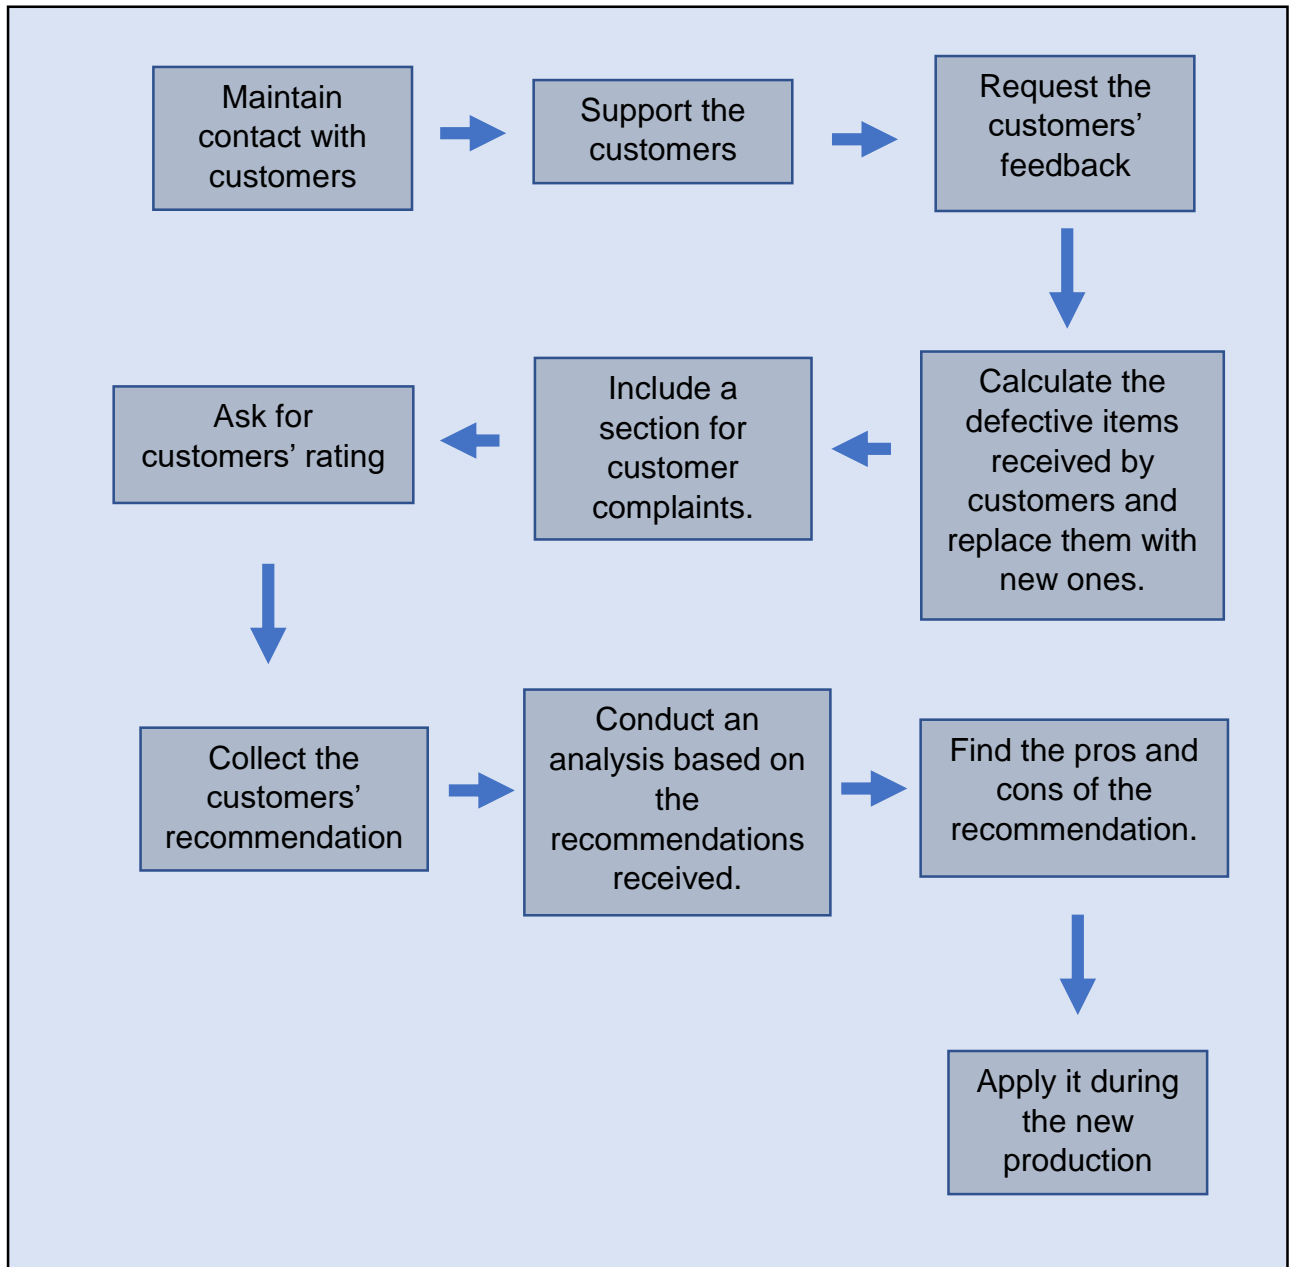 Maintain
contact with
customers
Support the
customers
Request the
customers’
feedback
Calculate the
defective items
received by
customers and
replace them with
new ones.
Include a
section for
customer
complaints.
Ask for
customers’ rating
Collect the
customers’
recommendation
Conduct an
analysis based on
the
recommendations
received.
Find the pros and
cons of the
recommendation.
Apply it during
the new
production